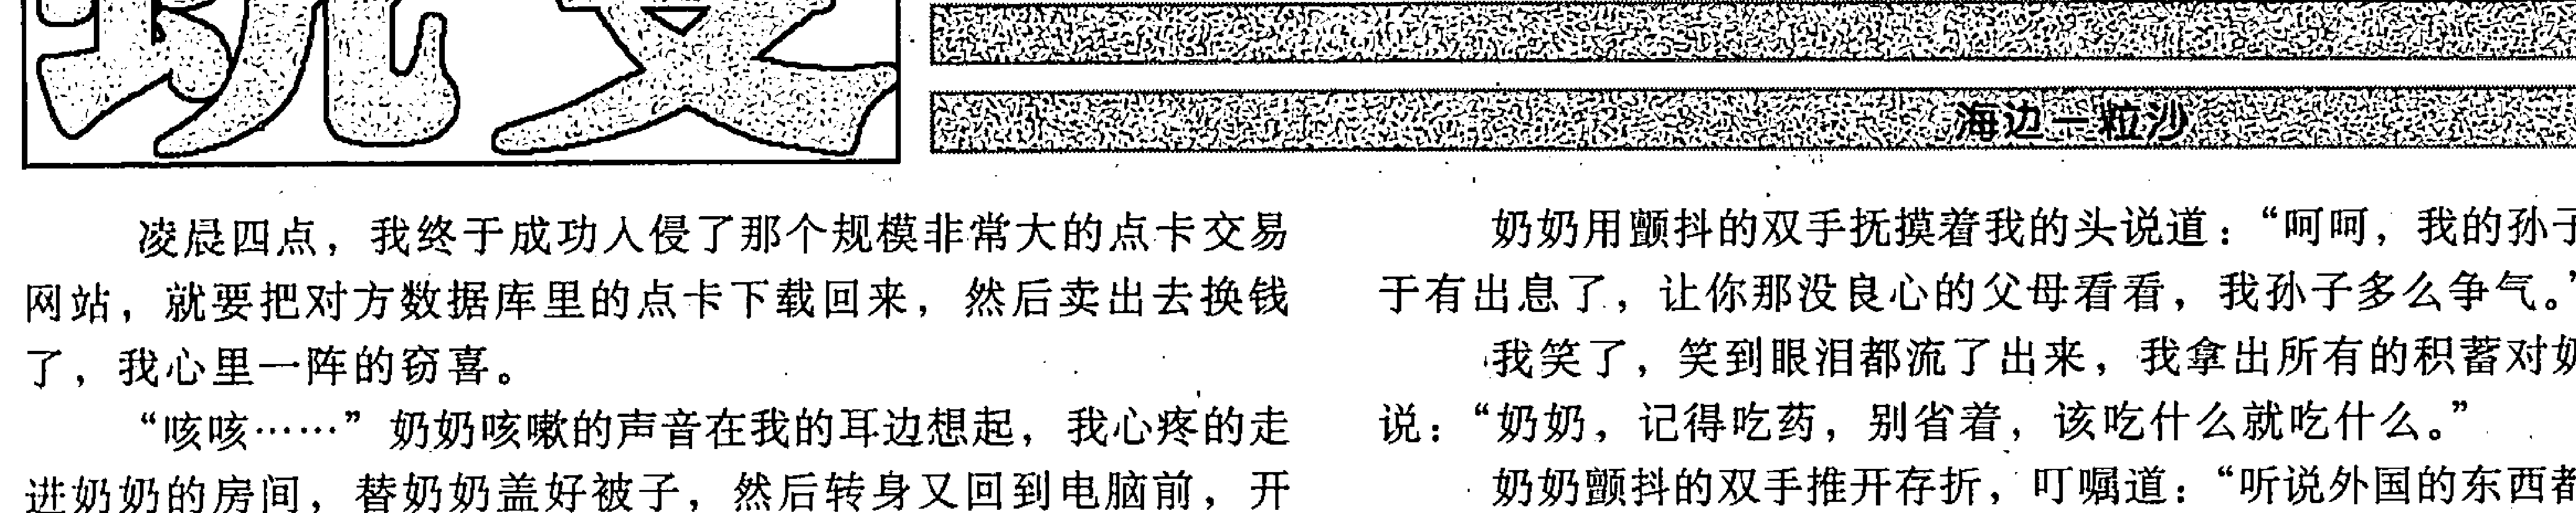 海边一粒沙
凌晨四点，我终于成功入侵了那个规模非常大的点卡交易
网站，就要把对方数据库里的点卡下载回来，然后卖出去换钱
了，我心里一阵的窃喜。
“咳咳……”奶奶咳嗽的声音在我的耳边想起，我心疼的走
进奶奶的房间，替奶奶盖好被子，然后转身又回到电脑前，开
奶奶用颤抖的双手抚摸着我的头说道：“呵呵，我的孙子
于有出息了，让你那没良心的父母看看，我孙子多么争气。”
我笑了，笑到眼泪都流了出来，我拿出所有的积蓄对奶
说：“奶奶，记得吃药，别省着，该吃什么就吃什么。”
奶奶颤抖的双手推开存折，叮嘱道：“听说外国的东西都